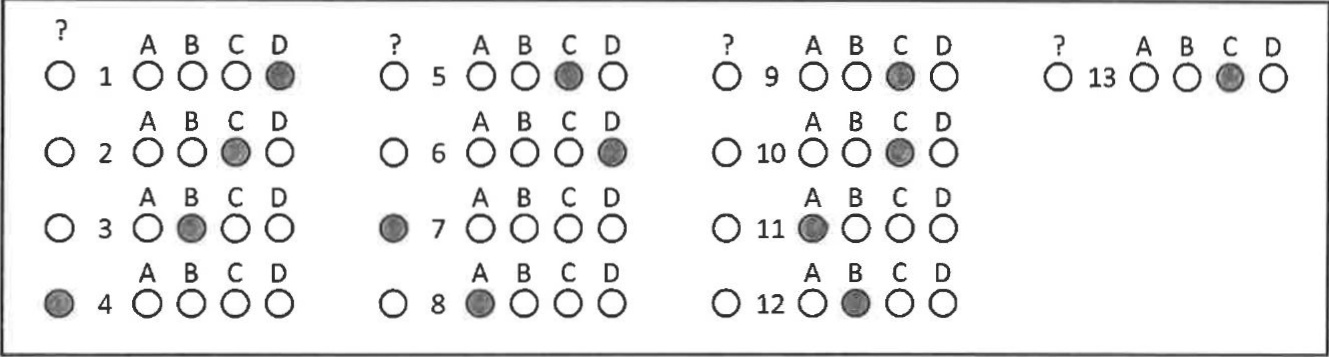 ? A B C D ? A B C D ? A B C D ? A B C D
1 5 9 13
A B C D A B C D A B C D
2 6 10
A B C D A B C D A B C D
3 7 11
A B C D A B C D A B C D
4 8 12